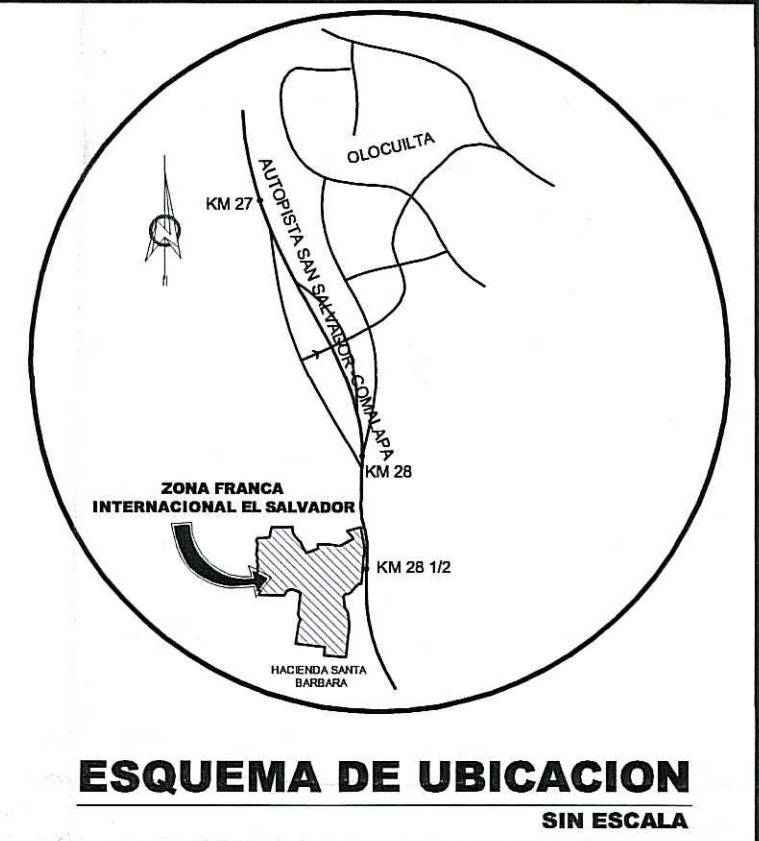 OLOCUILTA
KM 27
AUTOPISTA SAN SALVADOR-COMALAPA
KM 28
ZONA FRANCA
INTERNACIONAL EL SALVADOR
KM 28 1/2
HACIENDA SANTA
BARBARA
ESQUEMA DE UBICACION
SIN ESCALA